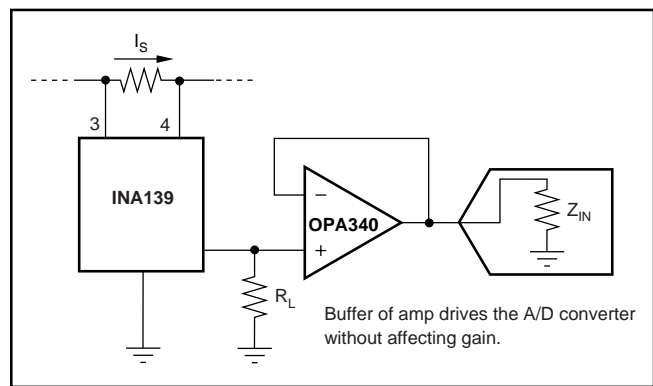 I_S
3
4
INA139
−
OPA340
+
Z_IN
R_L
Buffer of amp drives the A/D converter
without affecting gain.